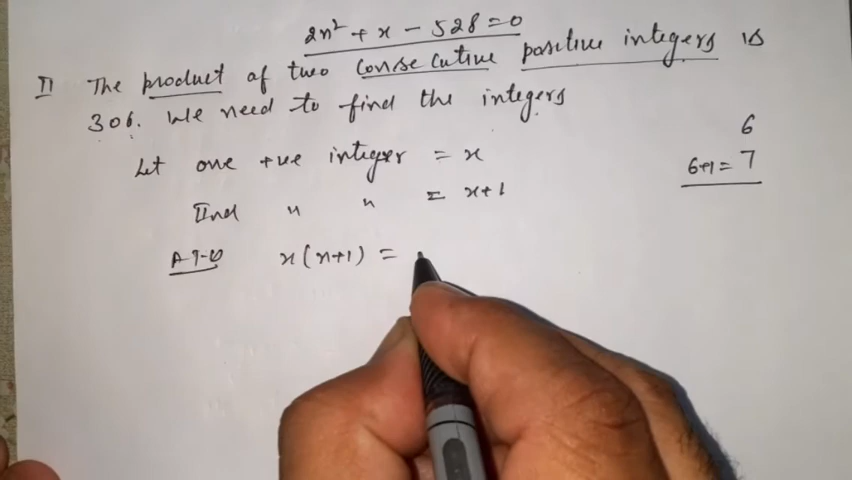 2x² + x - 528 = 0
II The product of two consecutive positive integers is
306. We need to find the integers
Let one +ve integer = x
6
6+1 = 7
IInd " " = x+1
A-T-Q x(x+1) =